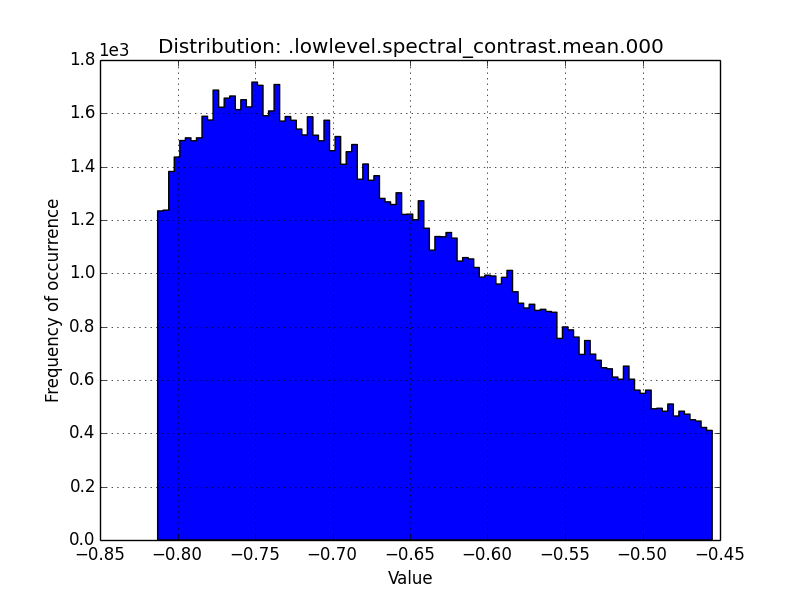 1e3 Distribution: .lowlevel.spectral_contrast.mean.000
1.8
1.6
1.4
1.2
1.0
0.8
0.6
0.4
0.2
0.0
Frequency of occurrence
−0.85 −0.80 −0.75 −0.70 −0.65 −0.60 −0.55 −0.50 −0.45
Value